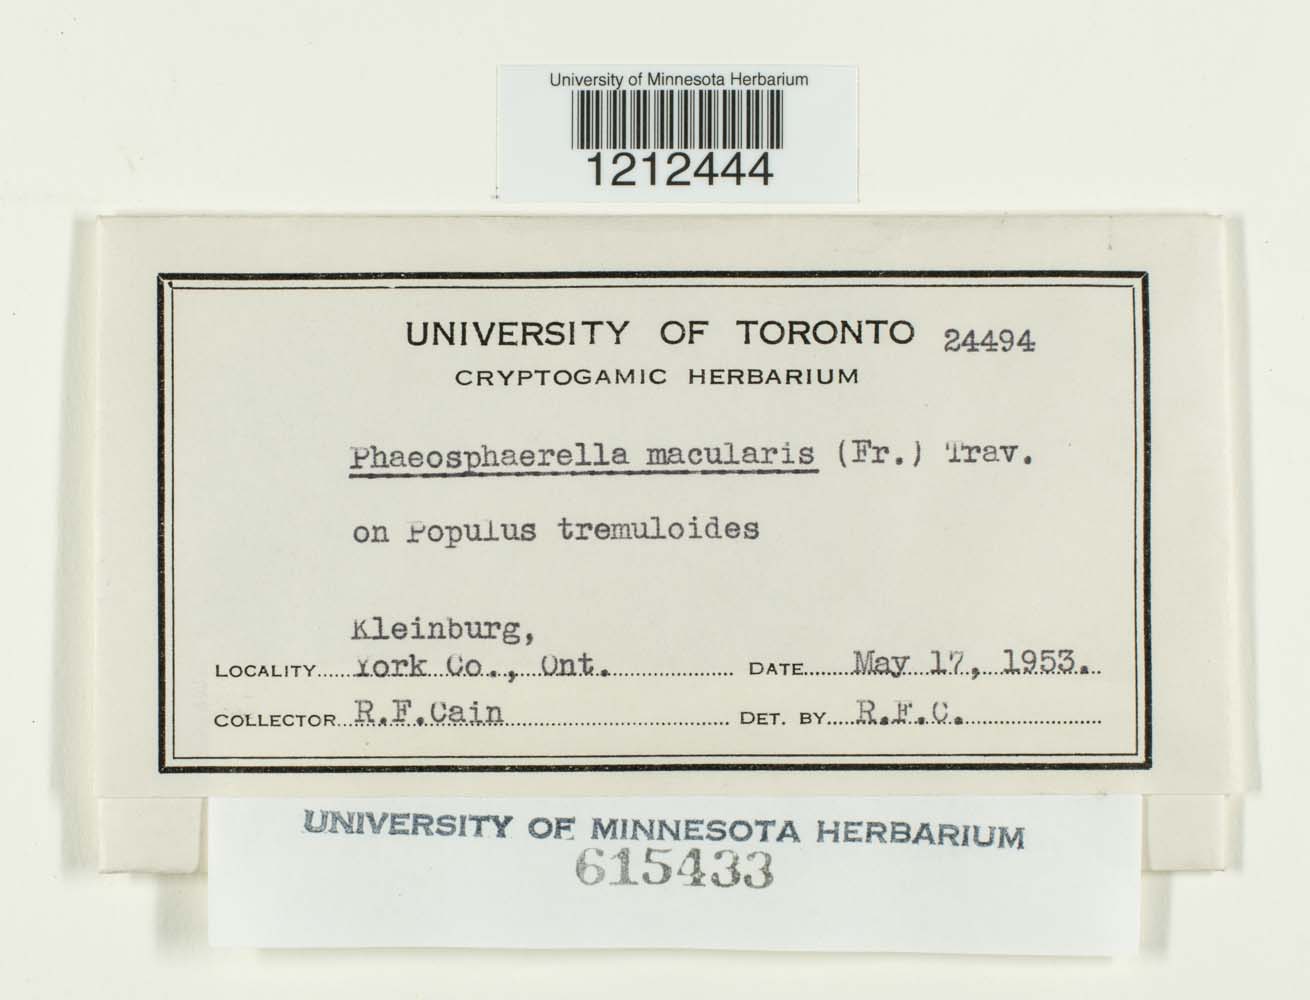 University of Minnesota Herbarium
1212444
UNIVERSITY OF TORONTO 24494
CRYPTOGAMIC HERBARIUM
Phaeosphaerella macularis (Fr.) Trav.
on Populus tremuloides
Kleinburg,
LOCALITY York Co., Ont. DATE May 17, 1953.
COLLECTOR R.F.Cain DET. BY R.F.C.
UNIVERSITY OF MINNESOTA HERBARIUM
615433